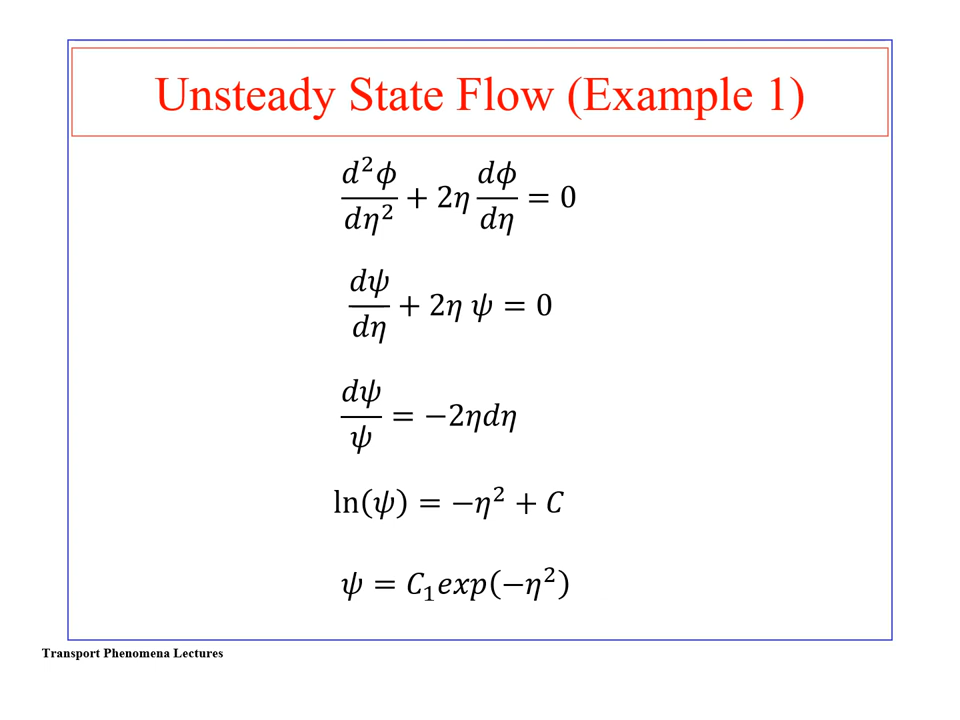 Unsteady State Flow (Example 1)
d²ϕ/dη² + 2η dϕ/dη = 0
dψ/dη + 2η ψ = 0
dψ/ψ = −2ηdη
ln(ψ) = −η² + C
ψ = C₁exp(−η²)
Transport Phenomena Lectures